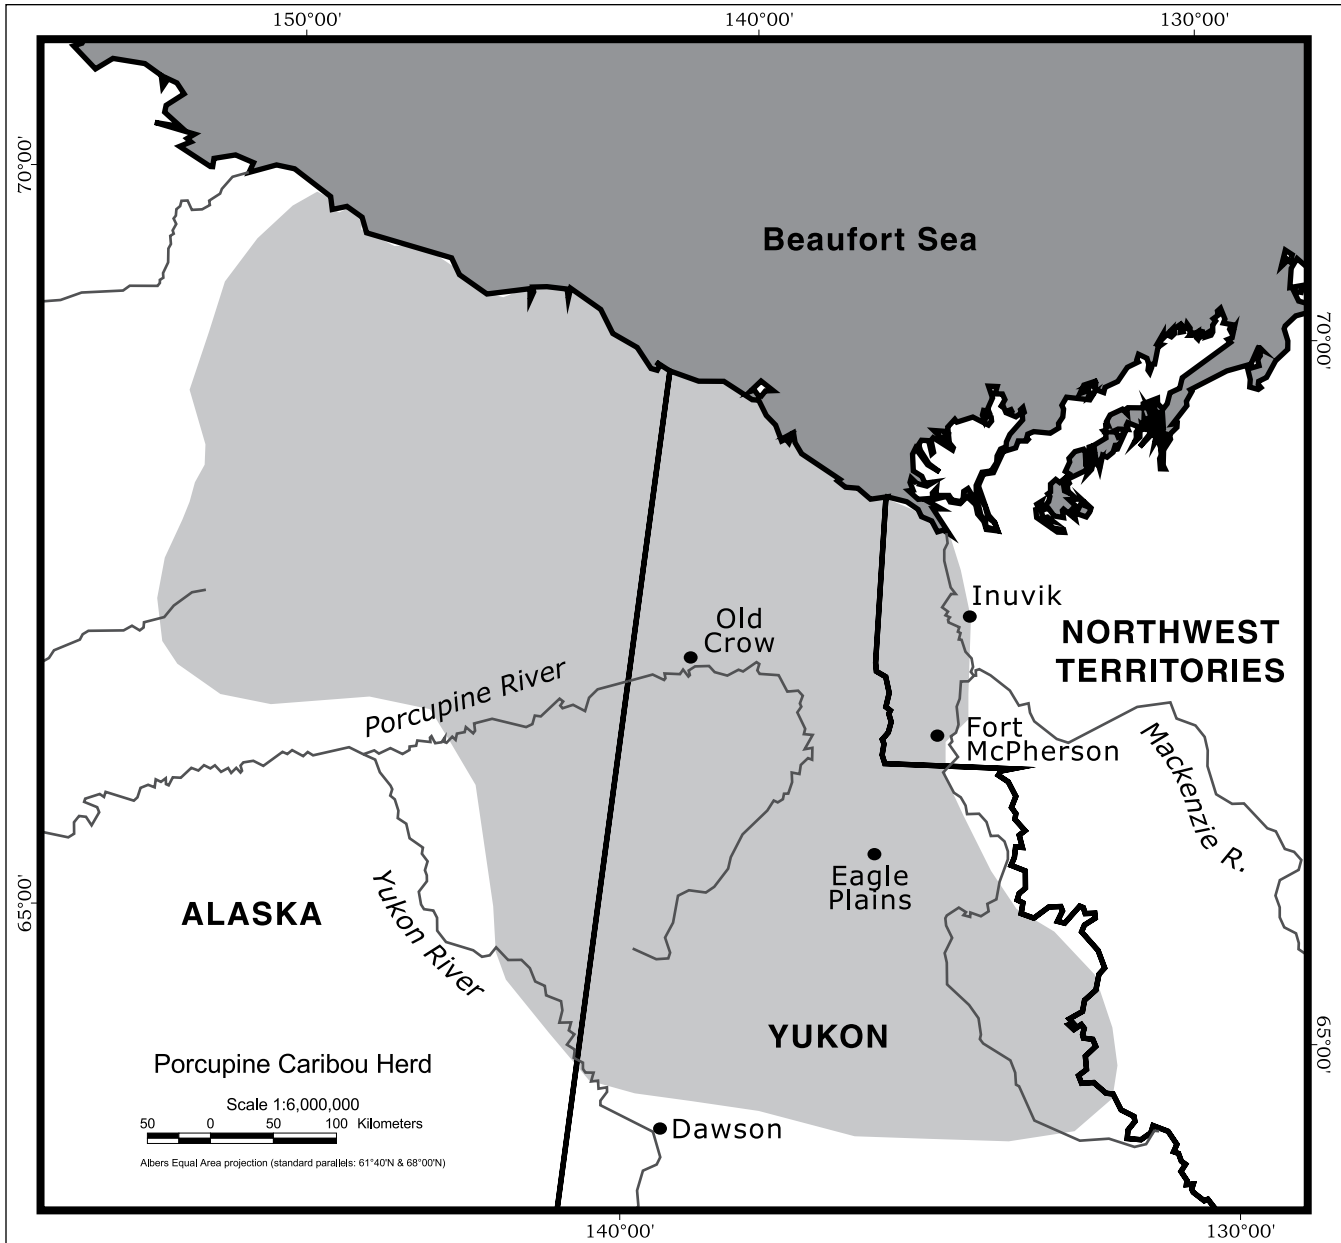 150°00'
140°00'
130°00'
70°00'
Beaufort Sea
70°00'
Inuvik
Old
Crow
NORTHWEST
TERRITORIES
Porcupine River
Fort
McPherson
Mackenzie R.
Eagle
Plains
65°00'
ALASKA
Yukon River
YUKON
65°00'
Porcupine Caribou Herd
Scale 1:6,000,000
50 0 50 100 Kilometers
Dawson
Albers Equal Area projection (standard parallels: 61°40'N & 68°00'N)
140°00'
130°00'